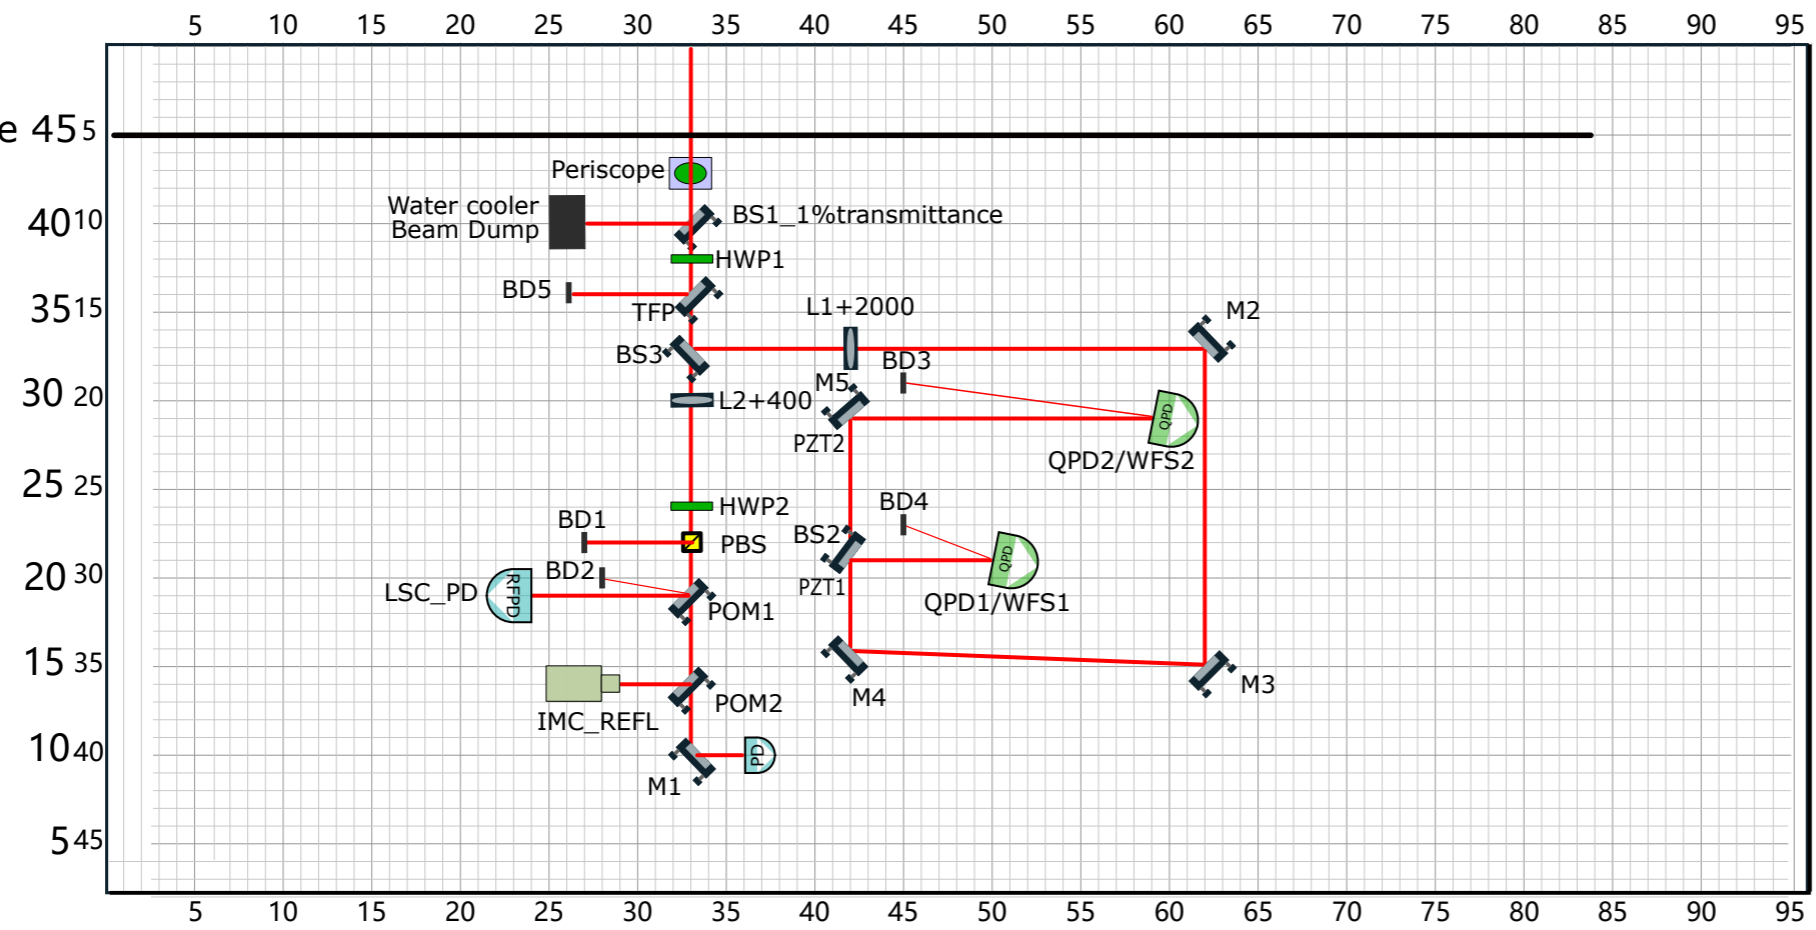 5 10 15 20 25 30 35 40 45 50 55 60 65 70 75 80 85 90 95
e 45 5
Periscope
Water cooler
Beam Dump
BS1_1%transmittance
40 10
HWP1
BD5
TFP
L1+2000
M2
35 15
BS3
BD3
M5
30 20
L2+400
QPD
PZT2
QPD2/WFS2
25 25
HWP2
BD4
BD1
BS2
PBS
QPD
BD2
20 30
LSC_PD
RFPD
PZT1
QPD1/WFS1
POM1
15 35
M3
M4
POM2
IMC_REFL
10 40
PD
M1
5 45
5 10 15 20 25 30 35 40 45 50 55 60 65 70 75 80 85 90 95